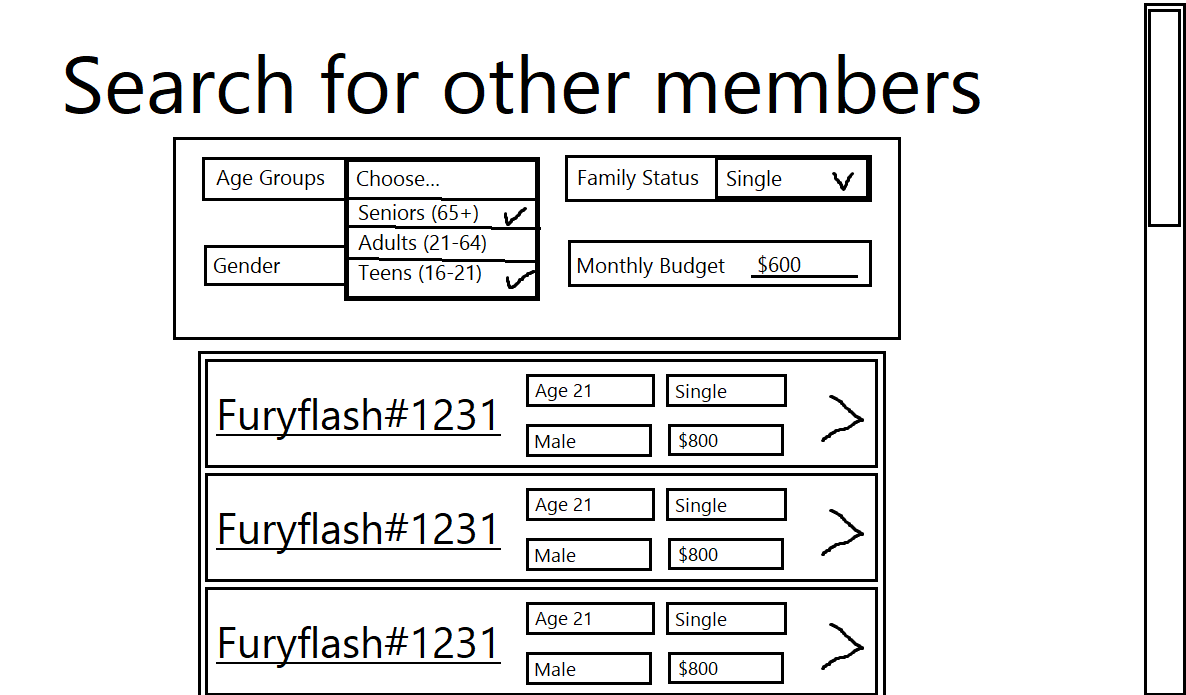 Search for other members
Age Groups
Choose...
Seniors (65+)
Adults (21-64)
Teens (16-21)
Family Status
Single
Gender
Monthly Budget
$600
Furyflash#1231
Age 21
Single
Male
$800
Furyflash#1231
Age 21
Single
Male
$800
Furyflash#1231
Age 21
Single
Male
$800